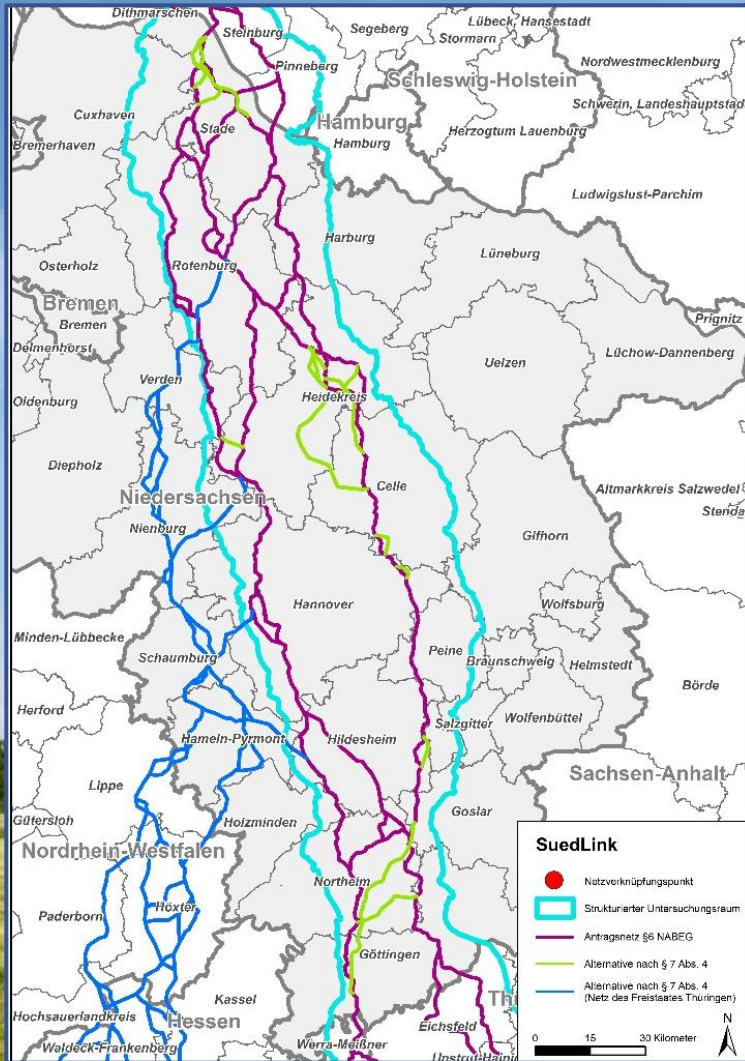 Dithmarschen
Steinburg
Segeberg
Lübeck, Hansestadt
Stormarn
Nordwestmecklenburg
Pinneberg
Schleswig-Holstein
Schwerin, Landeshauptstad
Cuxhaven
Stade
Hamburg
Hamburg
Herzogtum Lauenburg
Bremerhaven
Ludwigslust-Parchim
Harburg
Lüneburg
Osterholz
Rotenburg
Bremen
Bremen
Prignitz
Delmenhorst
Uelzen
Lüchow-Dannenberg
Verden
Heidekreis
Oldenburg
Diepholz
Celle
Altmarkkreis Salzwedel
Niedersachsen
Stenda
Nienburg
Gifhorn
Hannover
Wolfsburg
Minden-Lübbecke
Peine
Schaumburg
Braunschweig
Helmstedt
Börde
Herford
Salzgitter
Wolfenbüttel
Hameln-Pyrmont
Hildesheim
Sachsen-Anhalt
Lippe
Goslar
Gütersloh
Holzminden
Nordrhein-Westfalen
Northeim
Paderborn
Höxter
Göttingen
Kassel
Thü
Hochsauerlandkreis
Hessen
Eichsfeld
Waldeck-Frankenberg
Werra-Meißner
Unstrut-Hainic
SuedLink
Netzverknüpfungspunkt
Strukturierter Untersuchungsraum
Antragsnetz §6 NABEG
Alternative nach § 7 Abs. 4
Alternative nach § 7 Abs. 4
(Netz des Freistaates Thüringen)
N
0 15 30 Kilometer